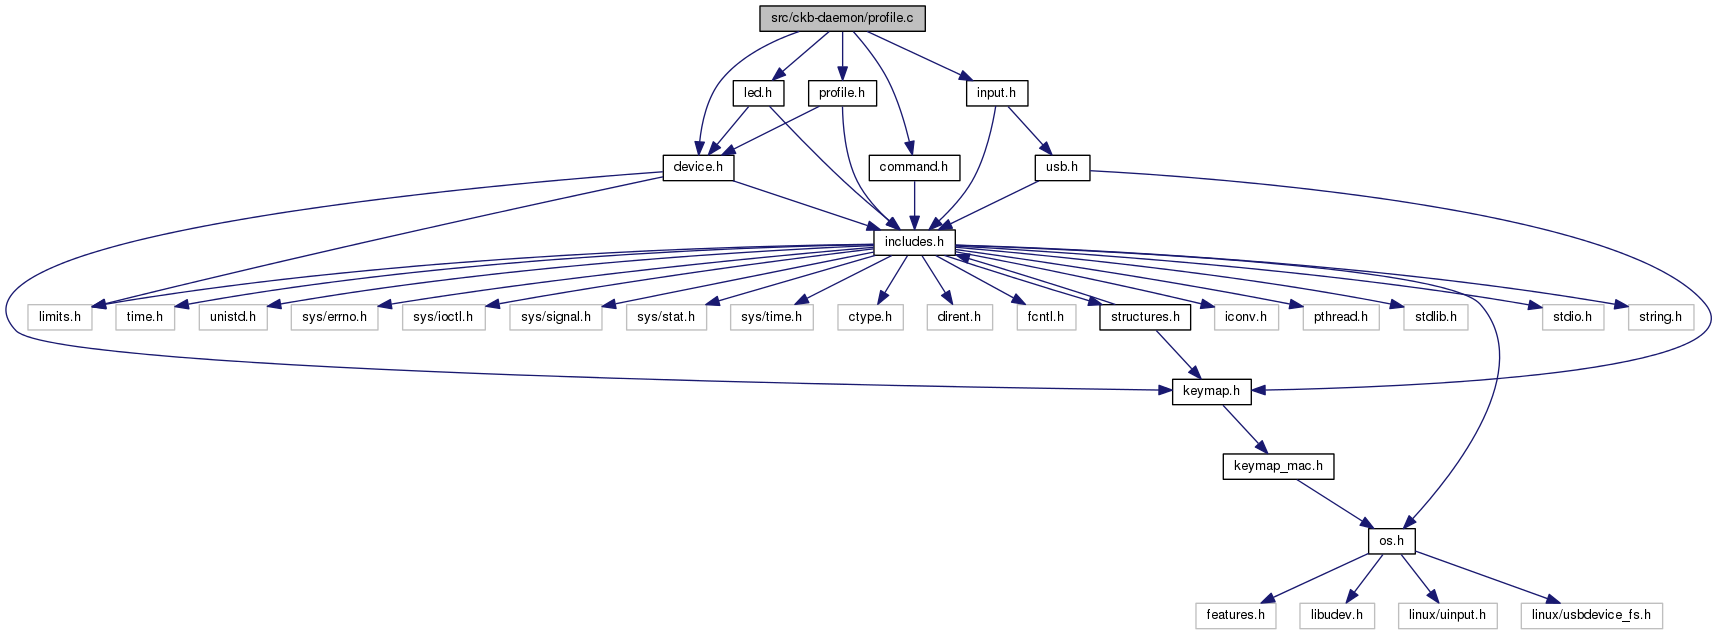 src/ckb-daemon/profile.c
led.h
profile.h
input.h
device.h
command.h
usb.h
includes.h
limits.h
time.h
unistd.h
sys/errno.h
sys/ioctl.h
sys/signal.h
sys/stat.h
sys/time.h
ctype.h
dirent.h
fcntl.h
structures.h
iconv.h
pthread.h
stdlib.h
stdio.h
string.h
keymap.h
keymap_mac.h
os.h
features.h
libudev.h
linux/uinput.h
linux/usbdevice_fs.h